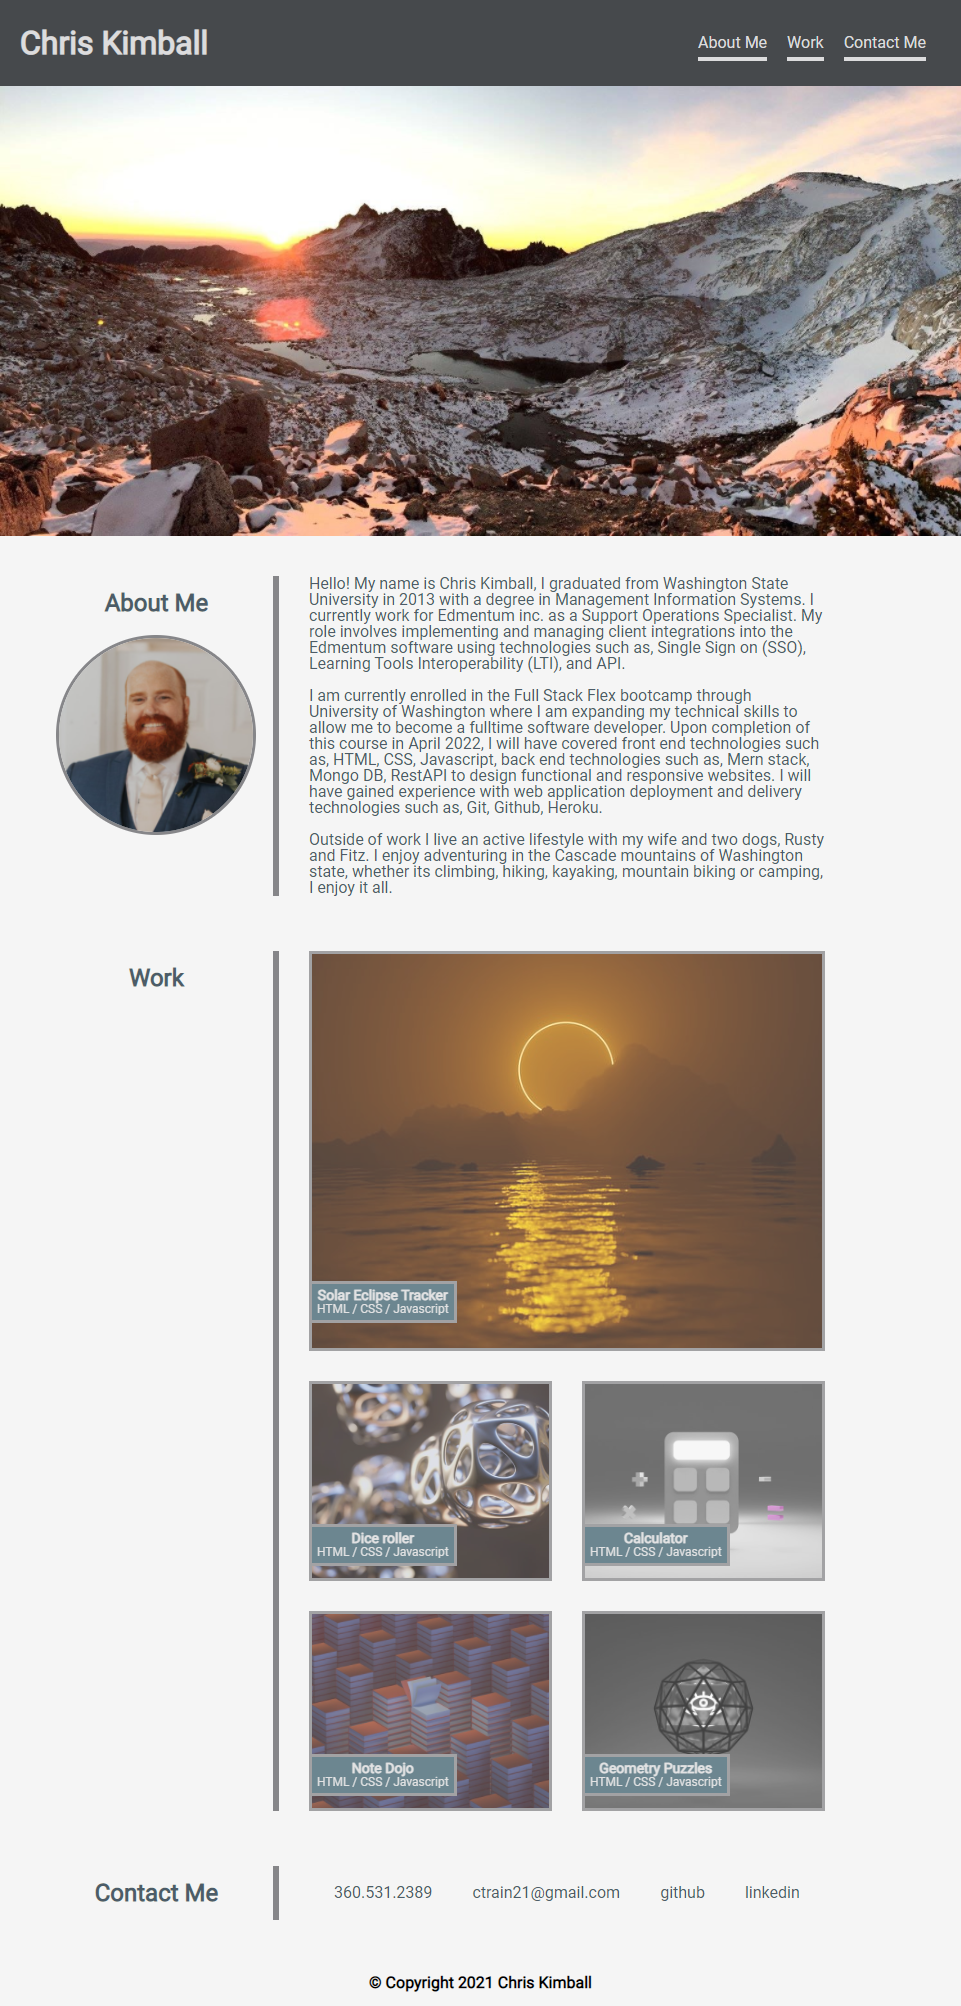 Chris Kimball
About Me
Work
Contact Me
About Me
Hello! My name is Chris Kimball, I graduated from Washington State
University in 2013 with a degree in Management Information Systems. I
currently work for Edmentum inc. as a Support Operations Specialist. My
role involves implementing and managing client integrations into the
Edmentum software using technologies such as, Single Sign on (SSO),
Learning Tools Interoperability (LTI), and API.
I am currently enrolled in the Full Stack Flex bootcamp through
University of Washington where I am expanding my technical skills to
allow me to become a fulltime software developer. Upon completion of
this course in April 2022, I will have covered front end technologies such
as, HTML, CSS, Javascript, back end technologies such as, Mern stack,
Mongo DB, RestAPI to design functional and responsive websites. I will
have gained experience with web application deployment and delivery
technologies such as, Git, Github, Heroku.
Outside of work I live an active lifestyle with my wife and two dogs, Rusty
and Fitz. I enjoy adventuring in the Cascade mountains of Washington
state, whether its climbing, hiking, kayaking, mountain biking or camping,
I enjoy it all.
Work
Solar Eclipse Tracker
HTML / CSS / Javascript
Dice roller
HTML / CSS / Javascript
Calculator
HTML / CSS / Javascript
Note Dojo
HTML / CSS / Javascript
Geometry Puzzles
HTML / CSS / Javascript
Contact Me
360.531.2389
ctrain21@gmail.com
github
linkedin
© Copyright 2021 Chris Kimball